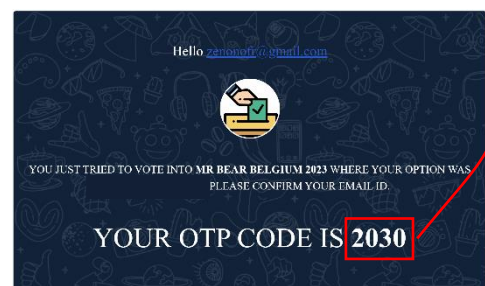 Hello zenonotr@gmail.com
YOU JUST TRIED TO VOTE INTO MR BEAR BELGIUM 2023 WHERE YOUR OPTION WAS
PLEASE CONFIRM YOUR EMAIL ID.
YOUR OTP CODE IS 2030